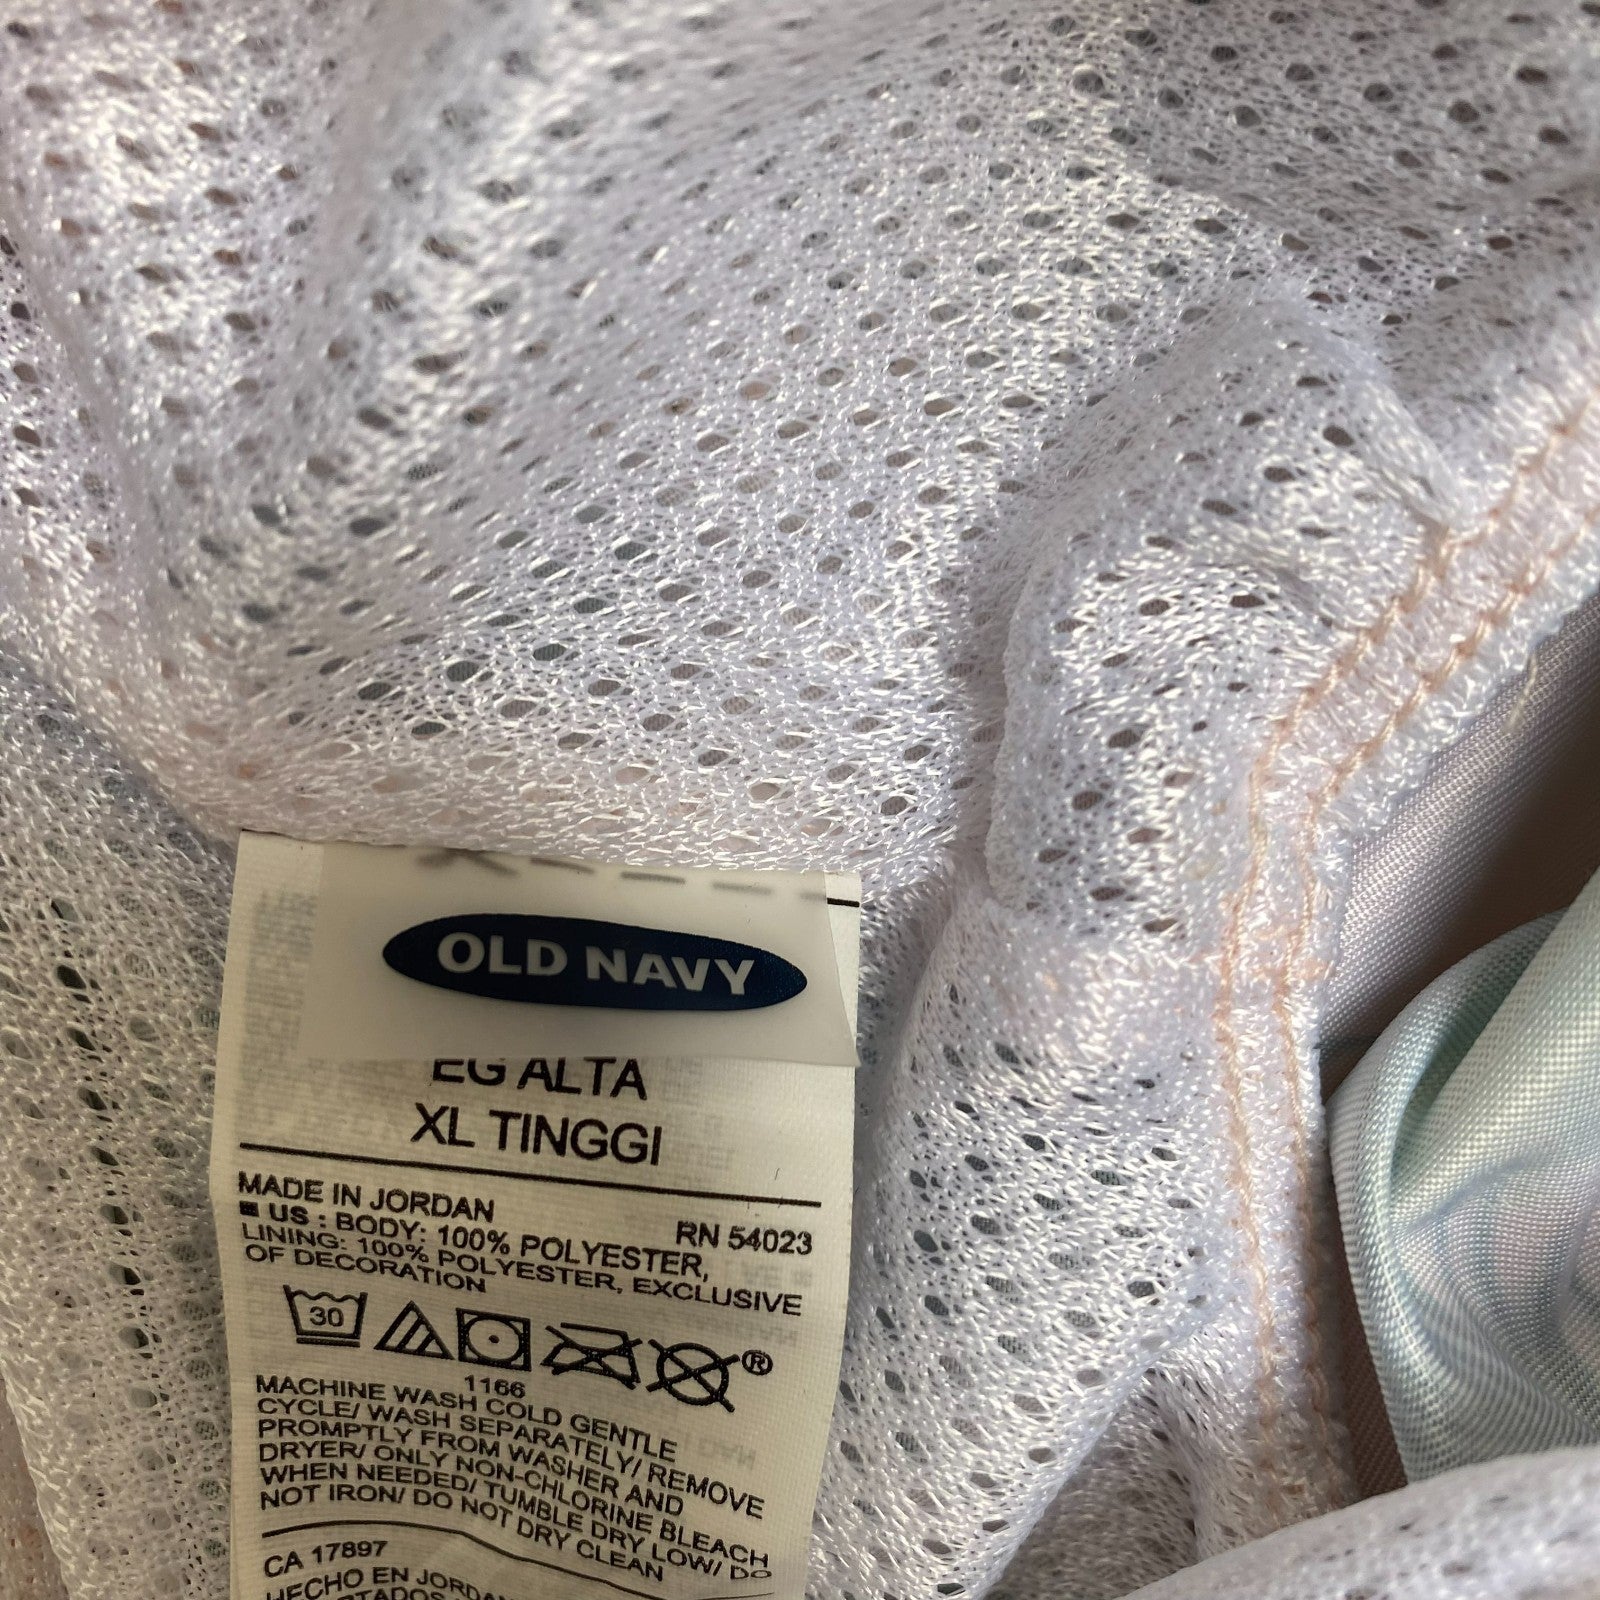 OLD NAVY
EG ALTA
XL TINGGI
MADE IN JORDAN
RN 54023
US : BODY: 100% POLYESTER,
LINING: 100% POLYESTER, EXCLUSIVE
OF DECORATION
30
®
1166
MACHINE WASH COLD GENTLE
CYCLE/ WASH SEPARATELY/ REMOVE
PROMPTLY FROM WASHER AND
DRYER/ ONLY NON-CHLORINE BLEACH
WHEN NEEDED/ TUMBLE DRY LOW/ DO
NOT IRON/ DO NOT DRY CLEAN
CA 17897
HECHO EN JORDAN